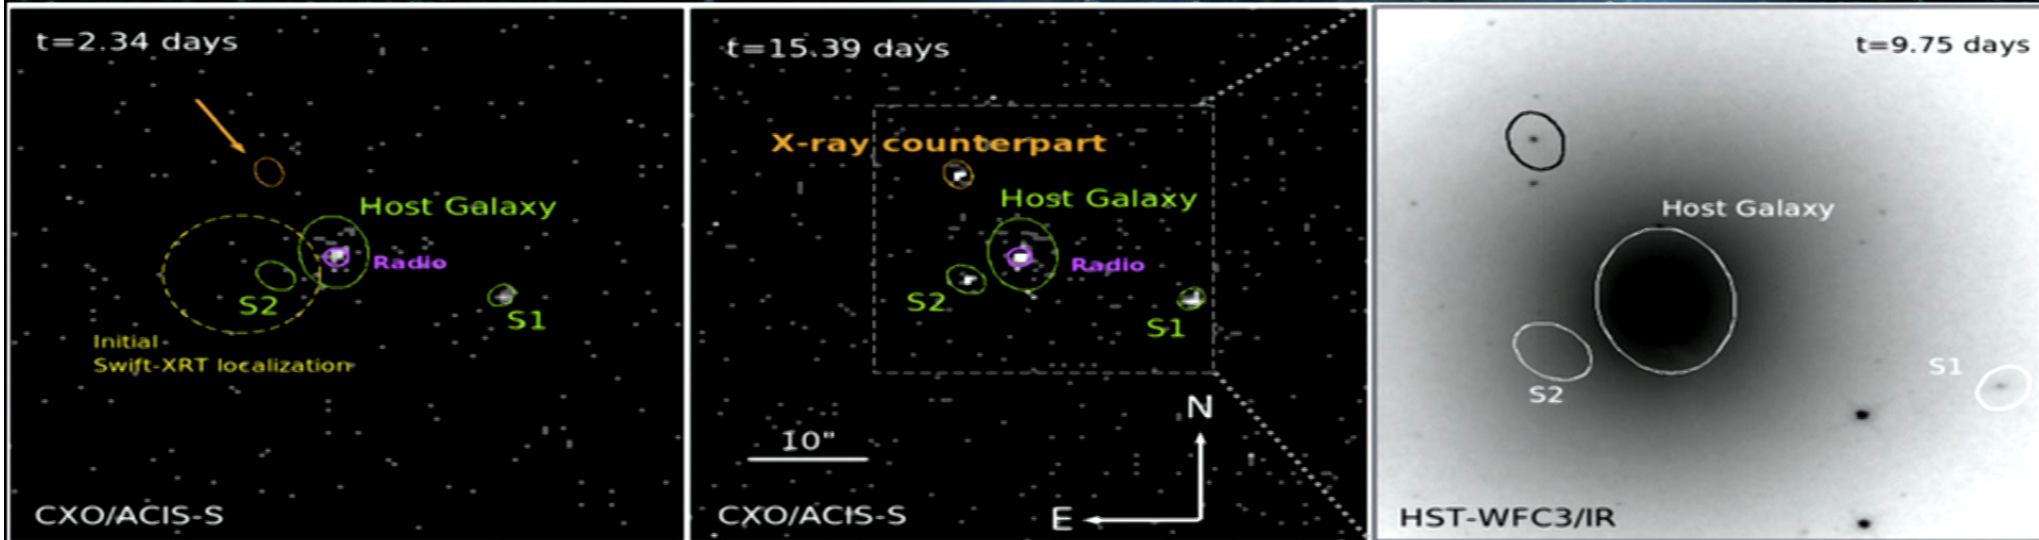 t=2.34 days
Host Galaxy
Radio
S2
S1
Initial
Swift-XRT localization
CXO/ACIS-S
t=15.39 days
X-ray counterpart
Host Galaxy
Radio
S2
S1
10"
N
E
CXO/ACIS-S
t=9.75 days
Host Galaxy
S1
S2
HST-WFC3/IR